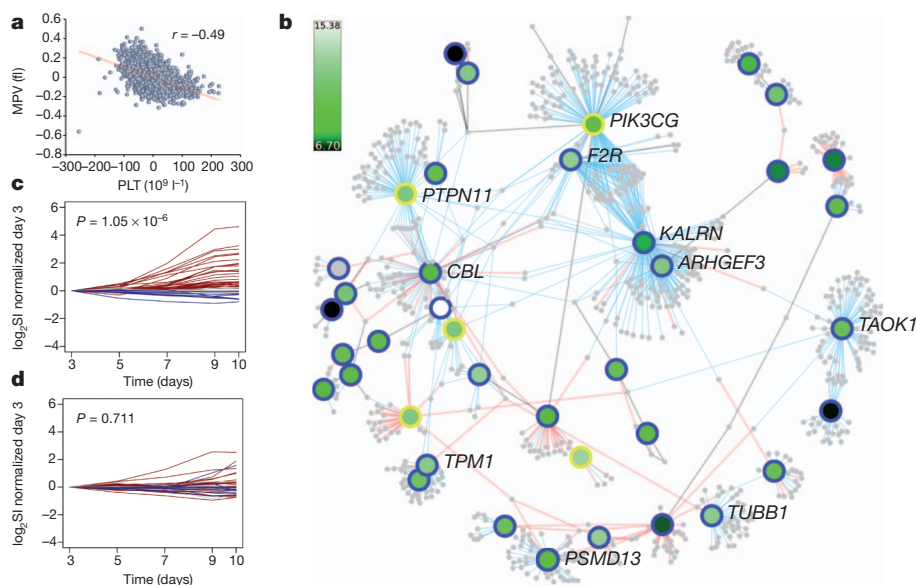 a
r = −0.49
MPV (fl)
0.6
0.4
0.2
0
−0.2
−0.4
−0.6
0.8
−300
−200
−100
0
100
200
300
PLT (10⁹ l⁻¹)
b
15.38
6.70
PIK3CG
F2R
PTPN11
KALRN
ARHGEF3
CBL
TAOK1
TPM1
TUBB1
PSMD13
c
P = 1.05 × 10⁻⁶
log₂SI normalized day 3
6
4
2
0
−2
−4
3 5 7 9 10
Time (days)
d
P = 0.711
log₂SI normalized day 3
6
4
2
0
−2
−4
3 5 7 9 10
Time (days)